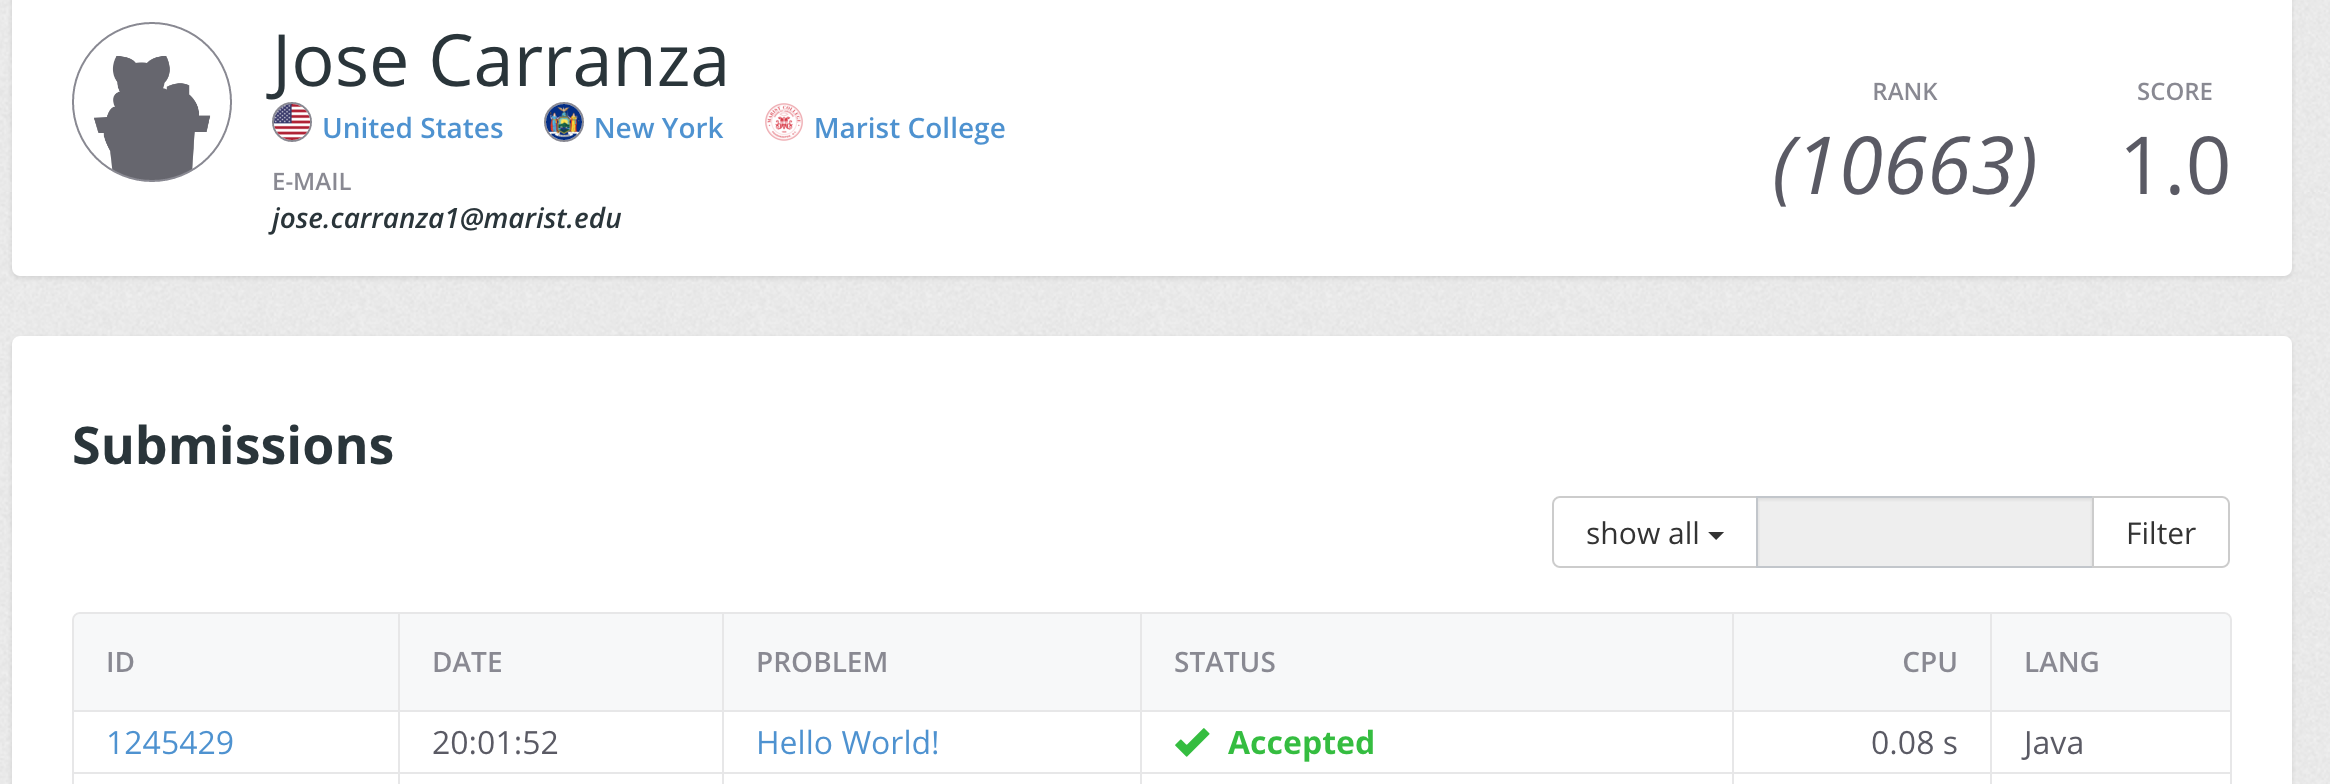 Jose Carranza
United States New York Marist College
E-MAIL
jose.carranza1@marist.edu
RANK SCORE
(10663) 1.0
Submissions
show all Filter
ID DATE PROBLEM STATUS CPU LANG
1245429 20:01:52 Hello World! Accepted 0.08 s Java